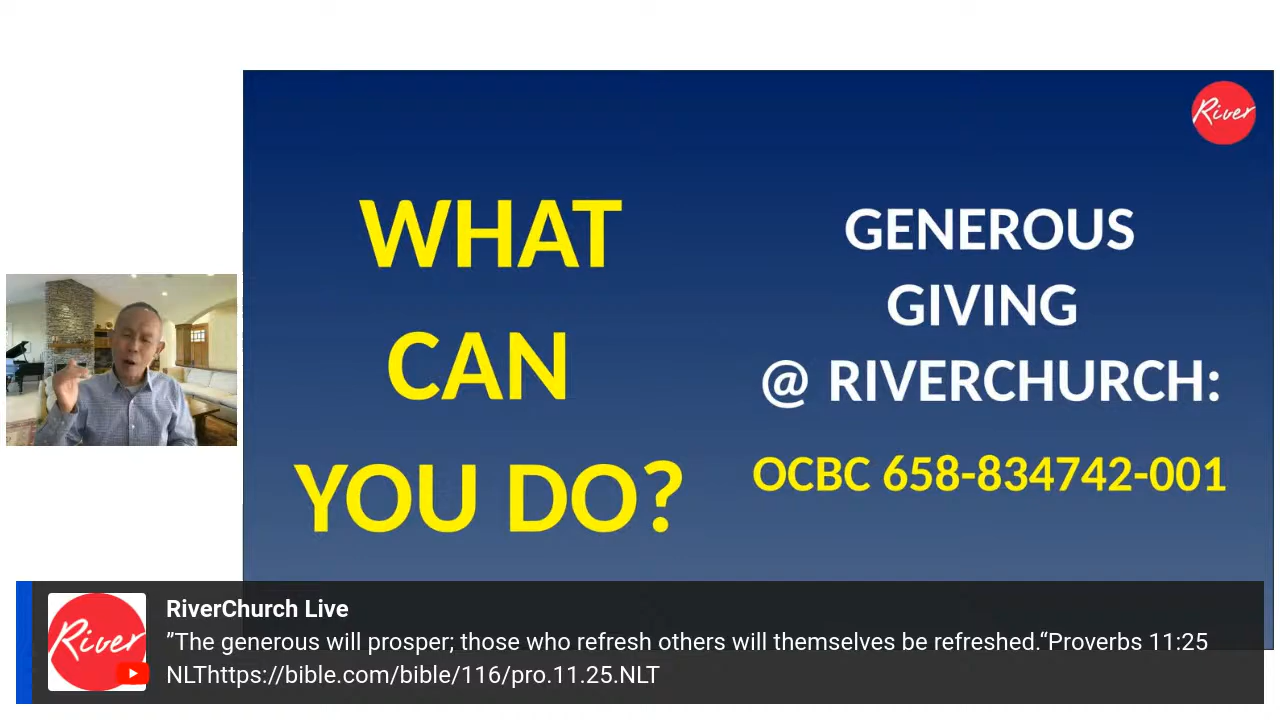 River
WHAT
CAN
YOU DO?
GENEROUS
GIVING
@ RIVERCHURCH:
OCBC 658-834742-001
River
RiverChurch Live
”The generous will prosper; those who refresh others will themselves be refreshed.“Proverbs 11:25
NLThttps://bible.com/bible/116/pro.11.25.NLT